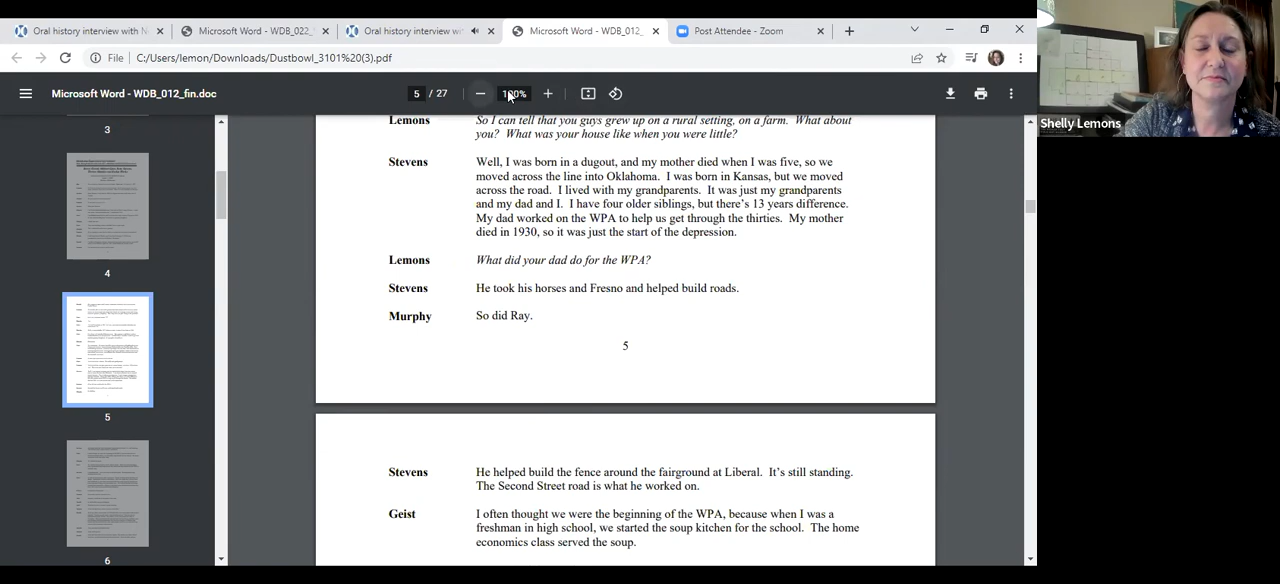 Oral history interview with N
Microsoft Word - WDB_022_
Oral history interview wi
Microsoft Word - WDB_012_
Post Attendee - Zoom
File
C:/Users/lemon/Downloads/Dustbowl_3101%20(3).pdf
Microsoft Word - WDB_012_fin.doc
5 / 27
100%
Shelly Lemons
3
4
5
6
Lemons So I can tell that you guys grew up on a rural setting, on a farm. What about
you? What was your house like when you were little?
Stevens Well, I was born in a dugout, and my mother died when I was five, so we
moved across the line into Oklahoma. I was born in Kansas, but we moved
across the road. I lived with my grandparents. It was just my grandparents
and my dad and I. I have four older siblings, but there's 13 years difference.
My dad worked on the WPA to help us get through the thirties. My mother
died in 1930, so it was just the start of the depression.
Lemons What did your dad do for the WPA?
Stevens He took his horses and Fresno and helped build roads.
Murphy So did Ray.
5
Stevens He helped build the fence around the fairground at Liberal. It's still standing.
The Second Street road is what he worked on.
Geist I often thought we were the beginning of the WPA, because when I was a
freshman in high school, we started the soup kitchen for the school. The home
economics class served the soup.